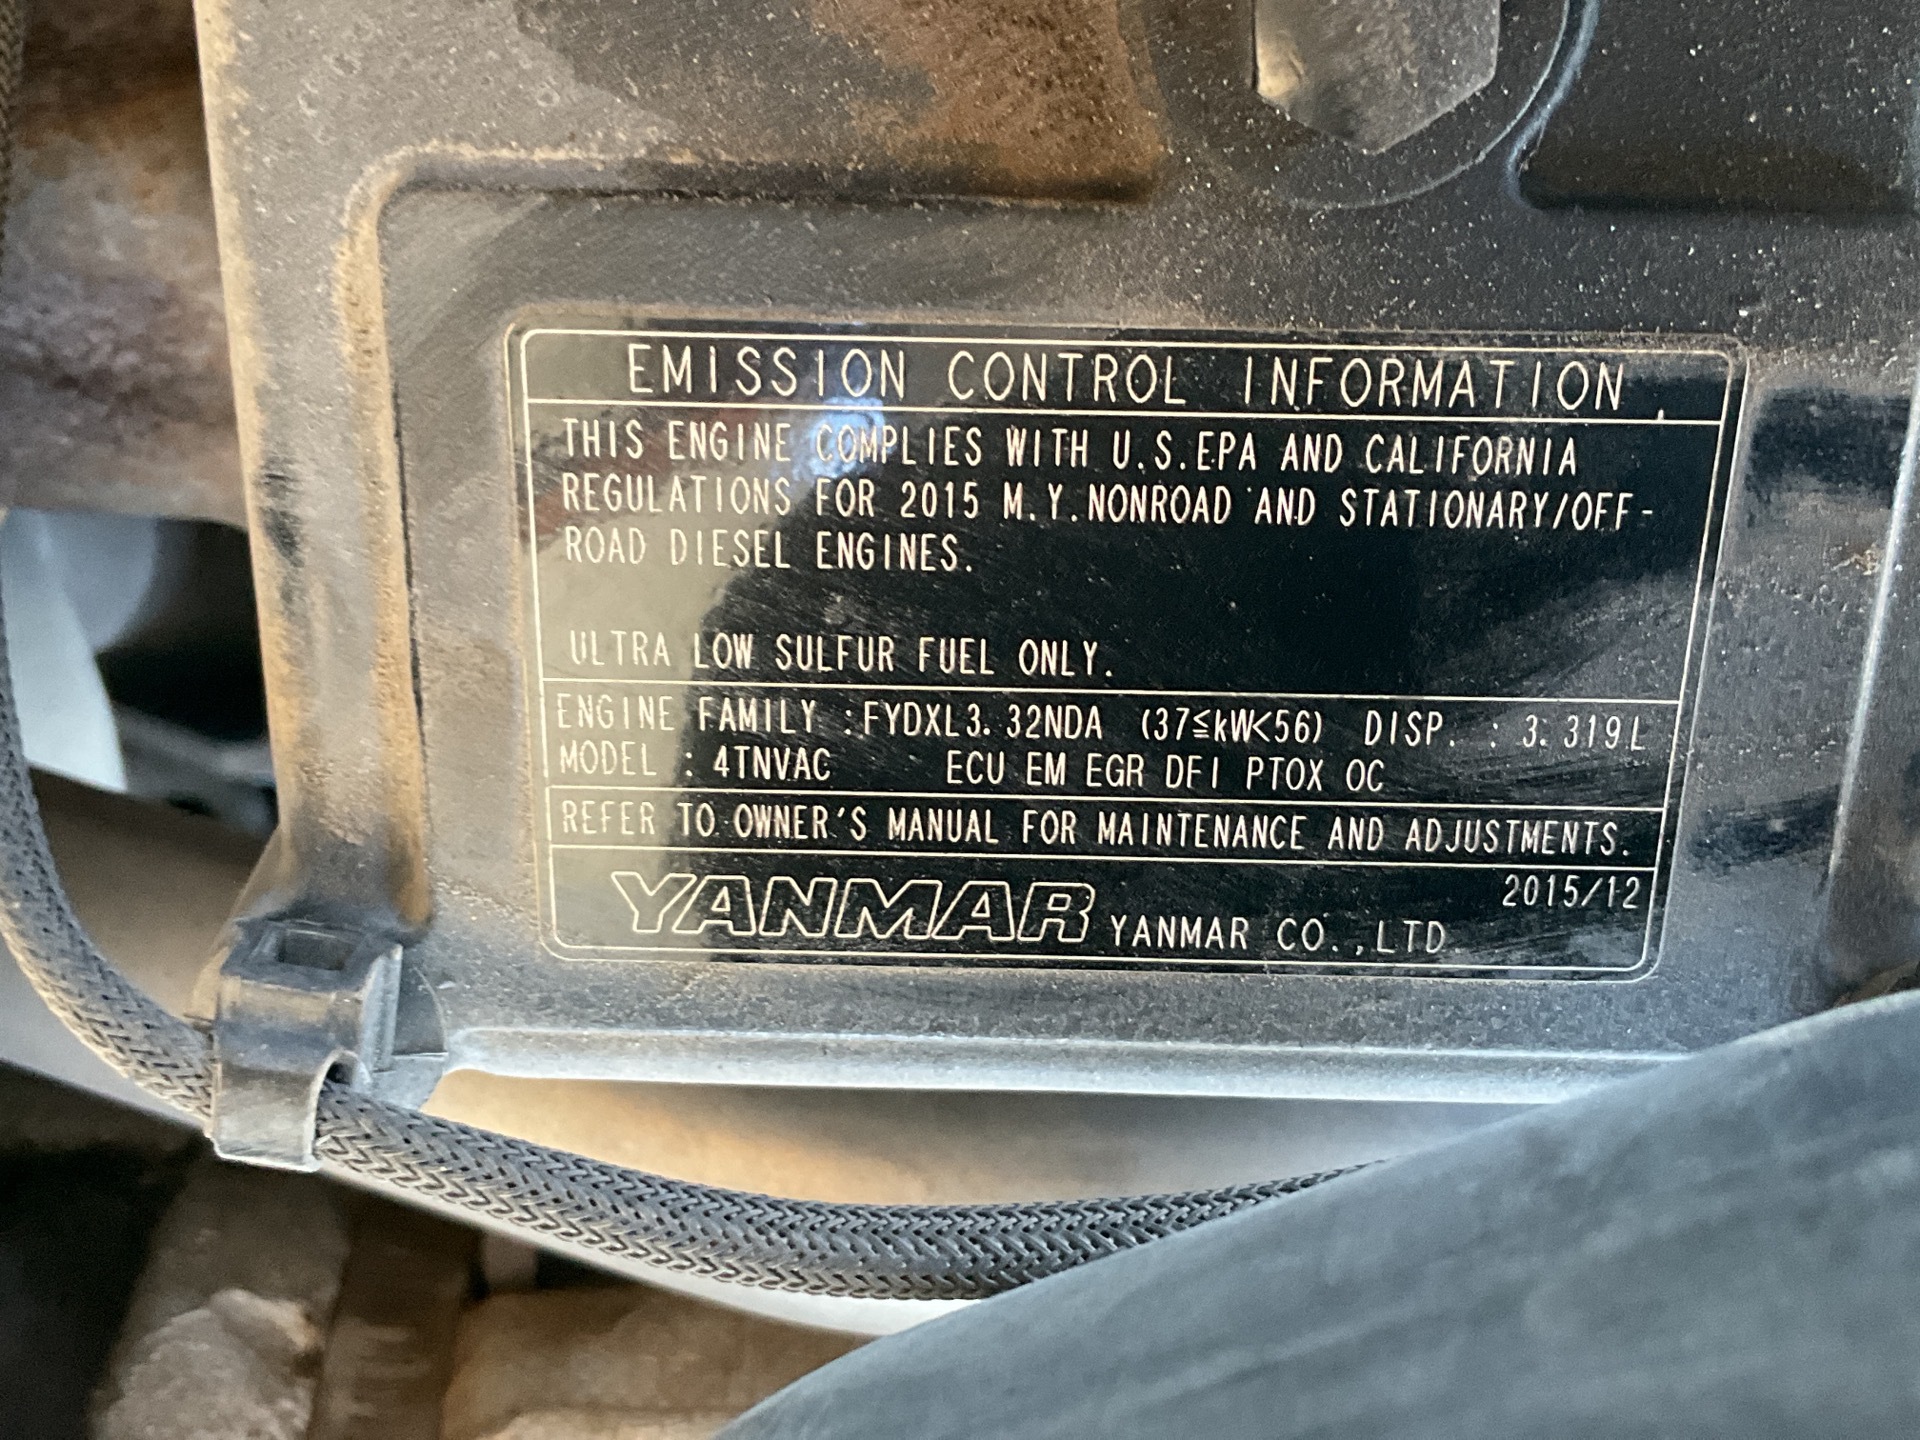 EMISSION CONTROL INFORMATION
THIS ENGINE COMPLIES WITH U.S.EPA AND CALIFORNIA
REGULATIONS FOR 2015 M.Y.NONROAD AND STATIONARY/OFF-
ROAD DIESEL ENGINES.
ULTRA LOW SULFUR FUEL ONLY.
ENGINE FAMILY :FYDXL3.32NDA (37≦kW<56) DISP. : 3.319L
MODEL : 4TNVAC ECU EM EGR DFI PTOX OC
REFER TO OWNER'S MANUAL FOR MAINTENANCE AND ADJUSTMENTS.
2015/12
YANMAR YANMAR CO.,LTD.